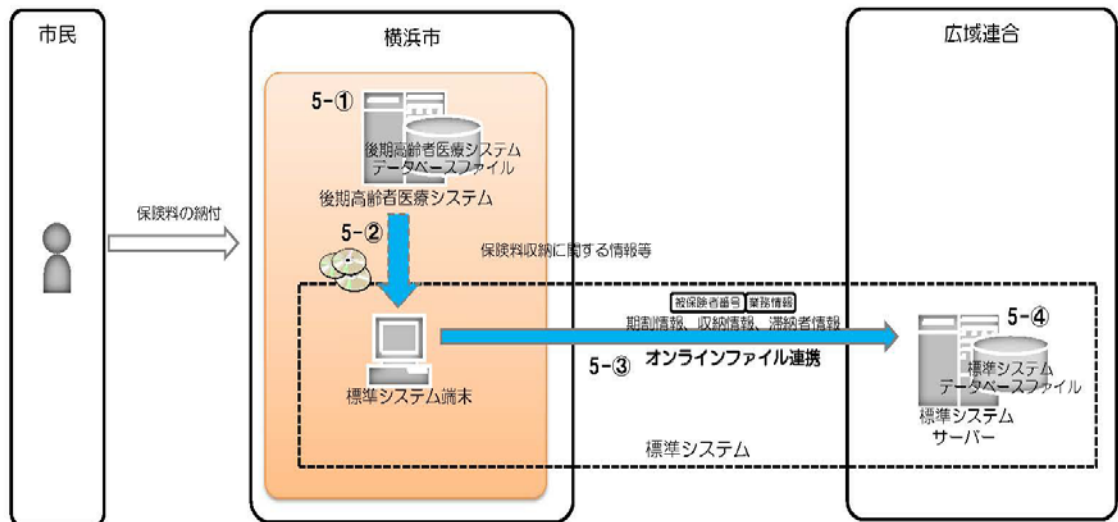 市民
横浜市
広域連合
5-①
後期高齢者医療システム
データベースファイル
後期高齢者医療システム
保険料の納付
5-②
保険料収納に関する情報等
被保険者番号 業務情報
期割情報、収納情報、滞納者情報
5-③ オンラインファイル連携
標準システム端末
5-④
標準システム
データベースファイル
標準システム
サーバー
標準システム